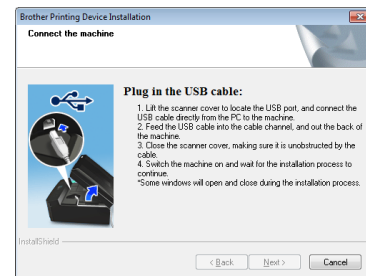 Brother Printing Device Installation
Connect the machine
Plug in the USB cable:
1. Lift the scanner cover to locate the USB port, and connect the
USB cable directly from the PC to the machine.
2. Feed the USB cable into the cable channel, and out the back of
the machine.
3. Close the scanner cover, making sure it is unobstructed by the
cable.
4. Switch the machine on and wait for the installation process to
continue.
*Some windows will open and close during the installation process.
InstallShield
< Back
Next >
Cancel